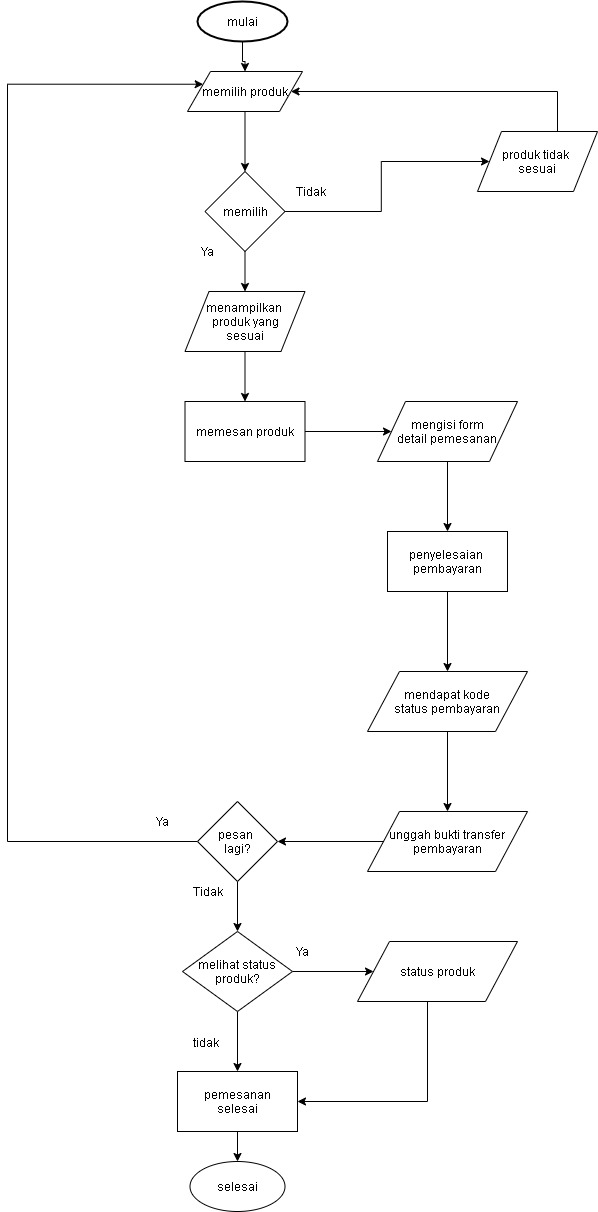 mulai
memilih produk
produk tidak
sesuai
Tidak
memilih
Ya
menampilkan
produk yang
sesuai
memesan produk
mengisi form
detail pemesanan
penyelesaian
pembayaran
mendapat kode
status pembayaran
unggah bukti transfer
pembayaran
Ya
pesan
lagi?
Tidak
melihat status
produk?
Ya
status produk
tidak
pemesanan
selesai
selesai